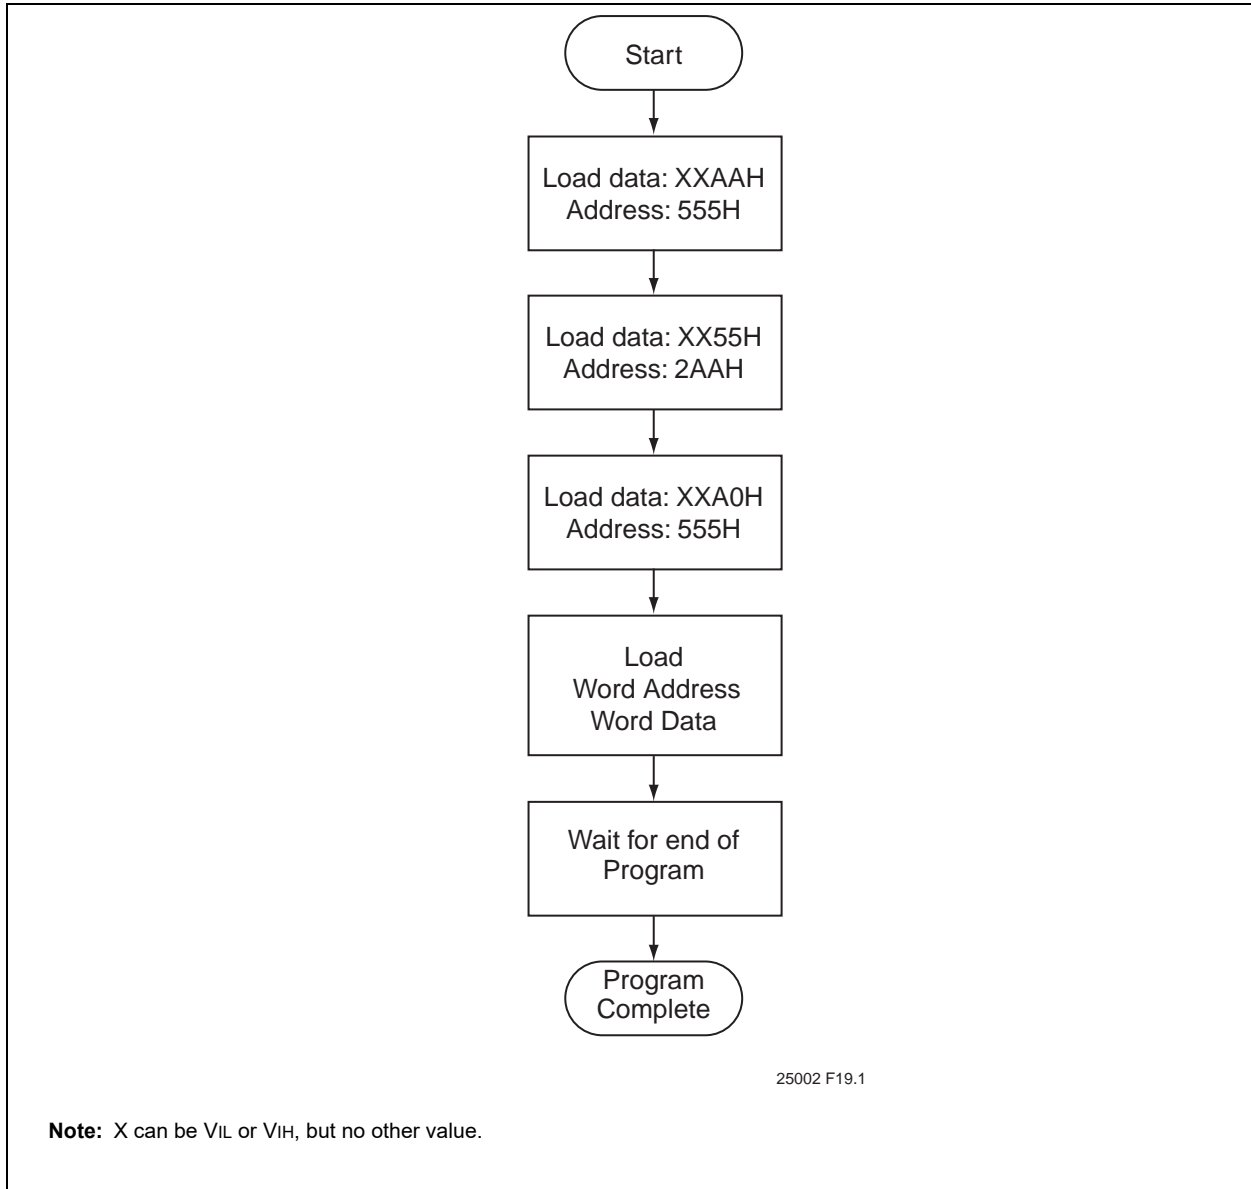 Start
Load data: XXAAH
Address: 555H
Load data: XX55H
Address: 2AAH
Load data: XXA0H
Address: 555H
Load
Word Address
Word Data
Wait for end of
Program
Program
Complete
25002 F19.1
Note: X can be VIL or VIH, but no other value.